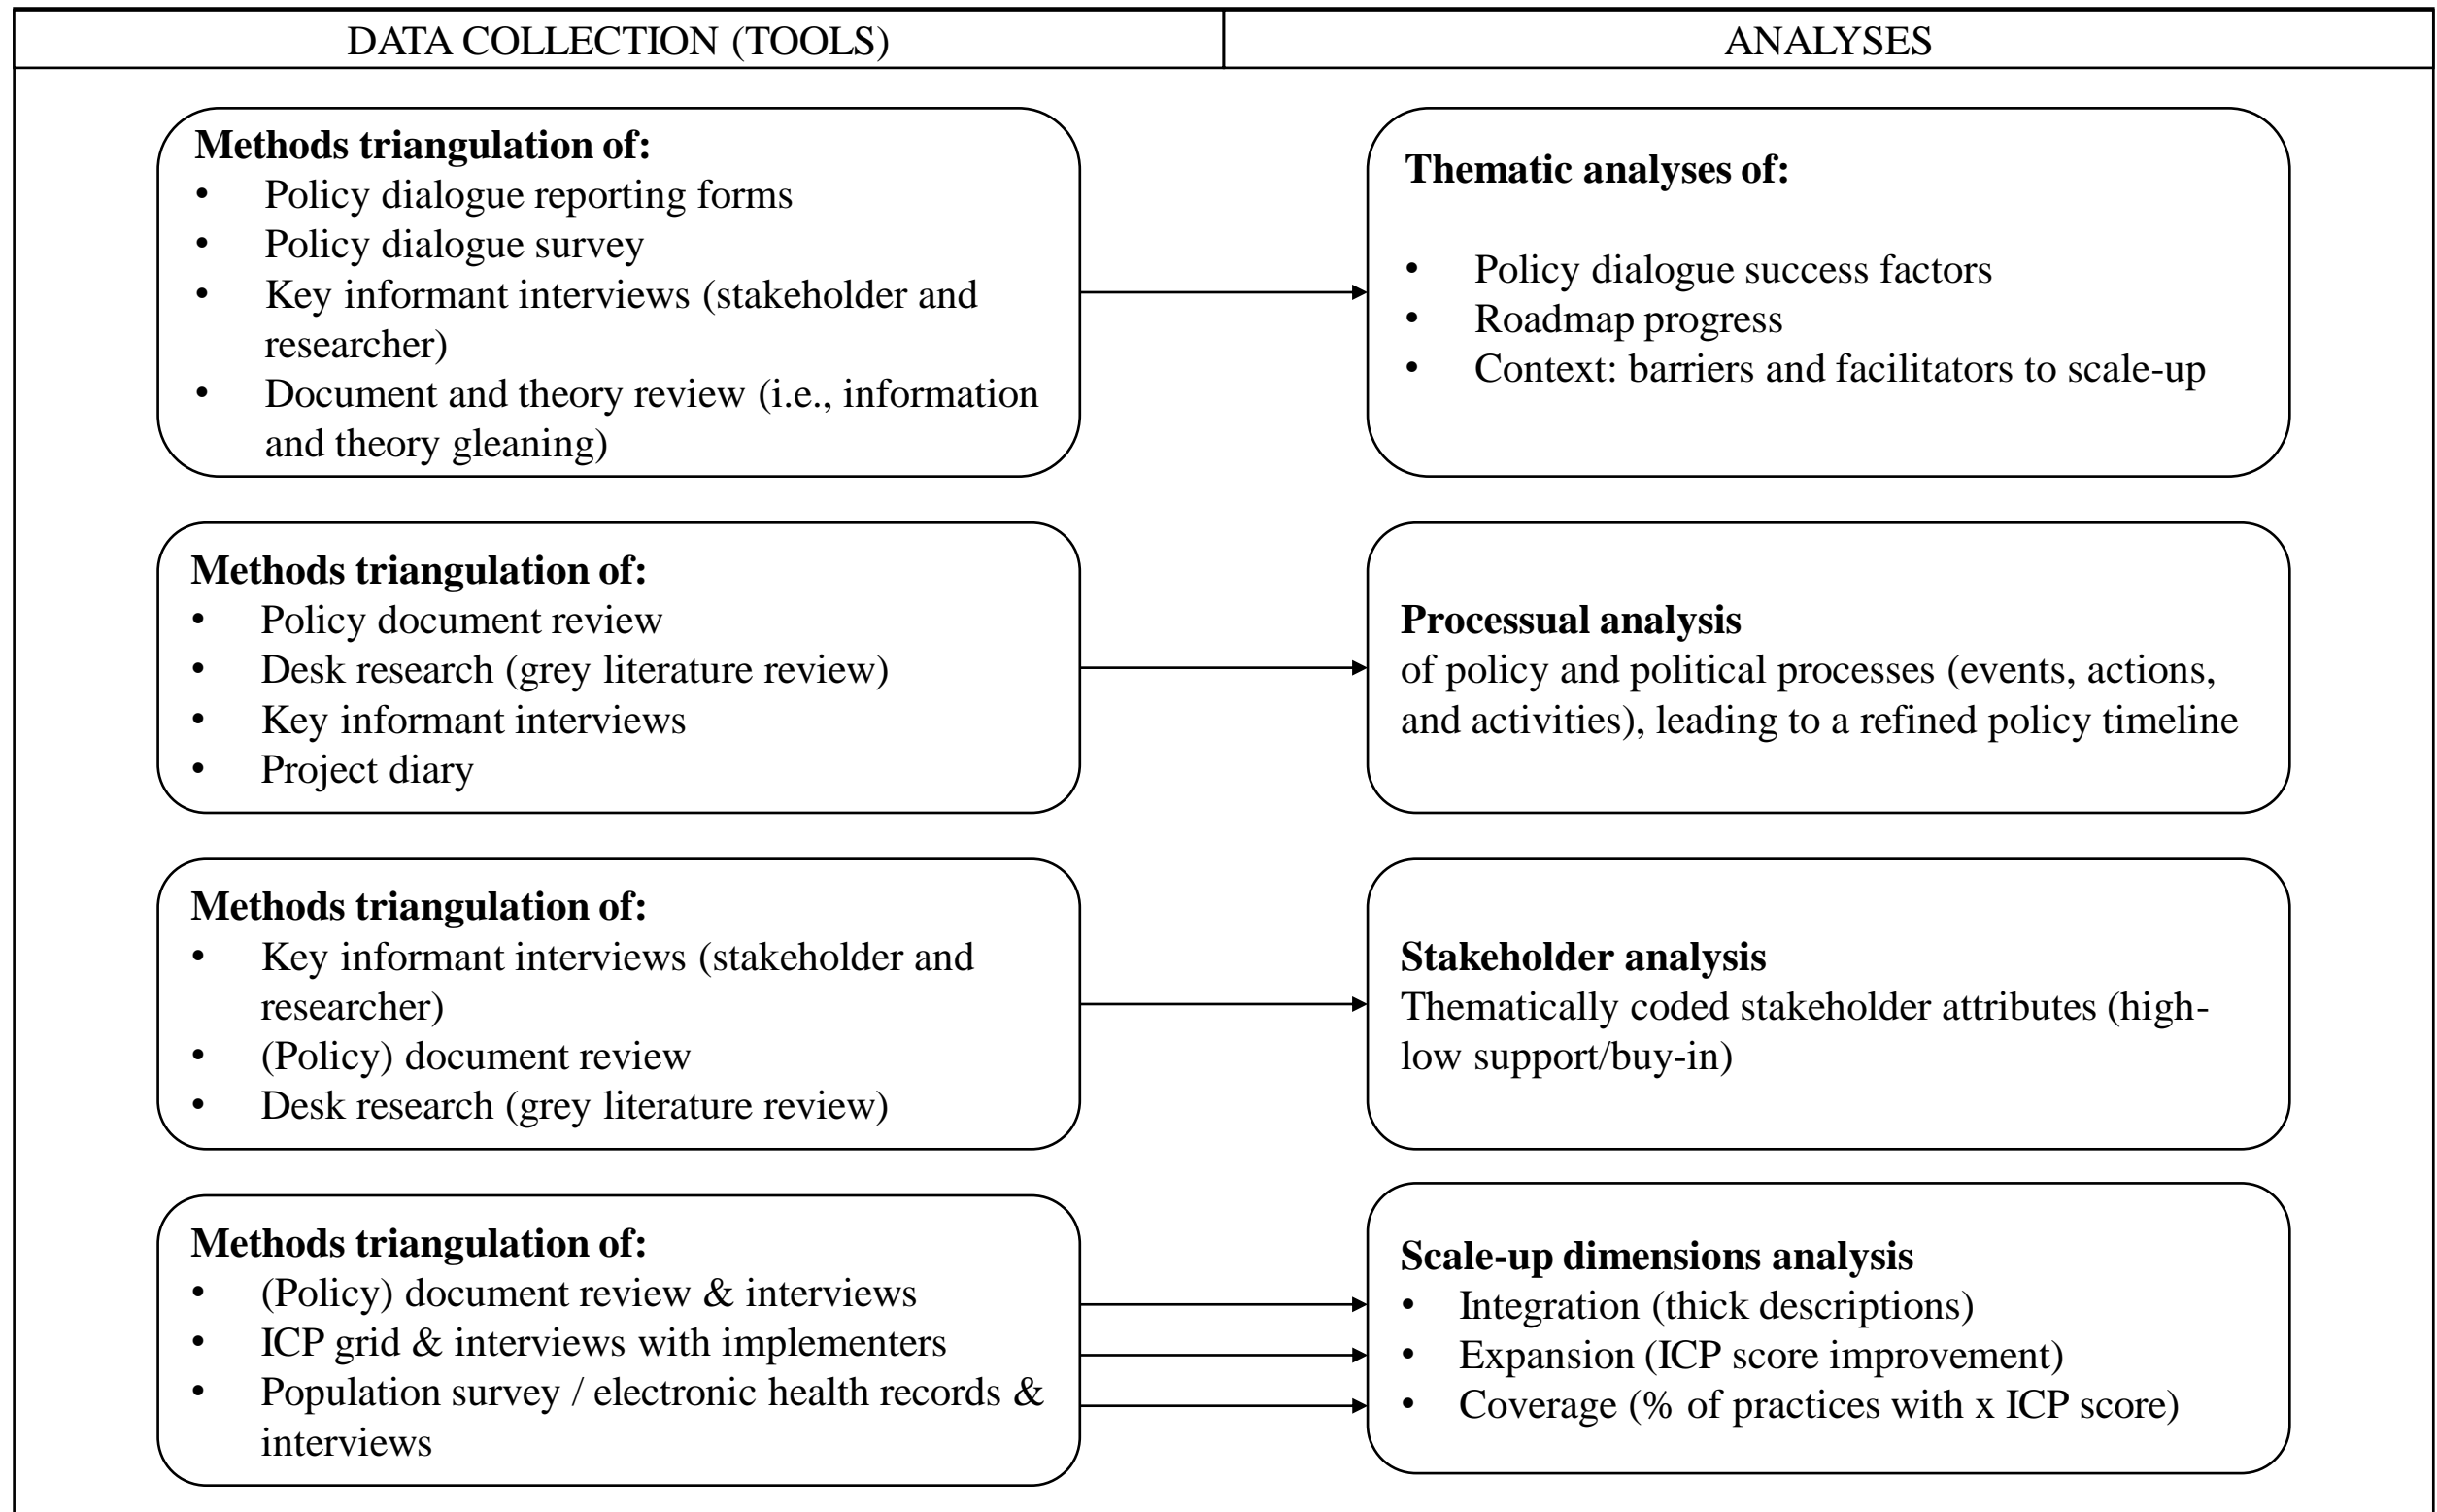 DATA COLLECTION (TOOLS)
ANALYSES
Methods triangulation of:
• Policy dialogue reporting forms
• Policy dialogue survey
• Key informant interviews (stakeholder and
researcher)
• Document and theory review (i.e., information
and theory gleaning)
Thematic analyses of:
• Policy dialogue success factors
• Roadmap progress
• Context: barriers and facilitators to scale-up
Methods triangulation of:
• Policy document review
• Desk research (grey literature review)
• Key informant interviews
• Project diary
Processual analysis
of policy and political processes (events, actions,
and activities), leading to a refined policy timeline
Methods triangulation of:
• Key informant interviews (stakeholder and
researcher)
• (Policy) document review
• Desk research (grey literature review)
Stakeholder analysis
Thematically coded stakeholder attributes (high-
low support/buy-in)
Methods triangulation of:
• (Policy) document review & interviews
• ICP grid & interviews with implementers
• Population survey / electronic health records &
interviews
Scale-up dimensions analysis
• Integration (thick descriptions)
• Expansion (ICP score improvement)
• Coverage (% of practices with x ICP score)